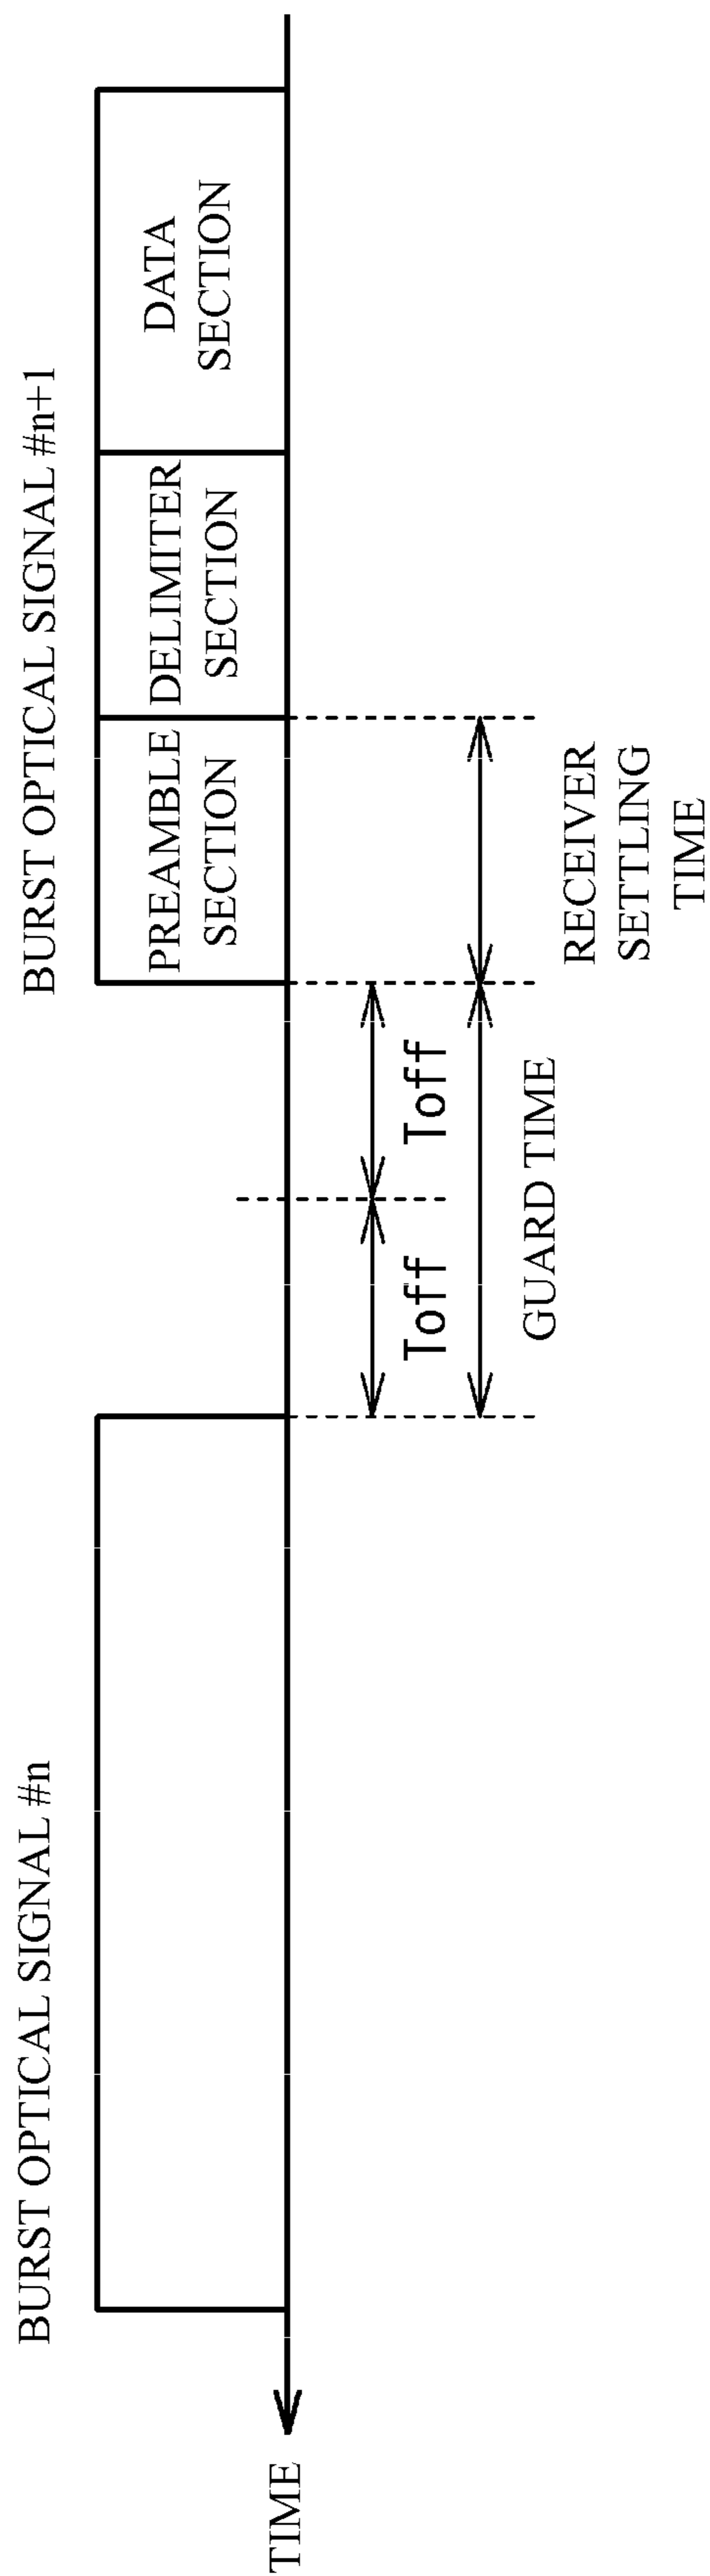 BURST OPTICAL SIGNAL #n
BURST OPTICAL SIGNAL #n+1
PREAMBLE
SECTION
DELIMITER
SECTION
DATA
SECTION
TIME
Toff
Toff
GUARD TIME
RECEIVER
SETTLING
TIME